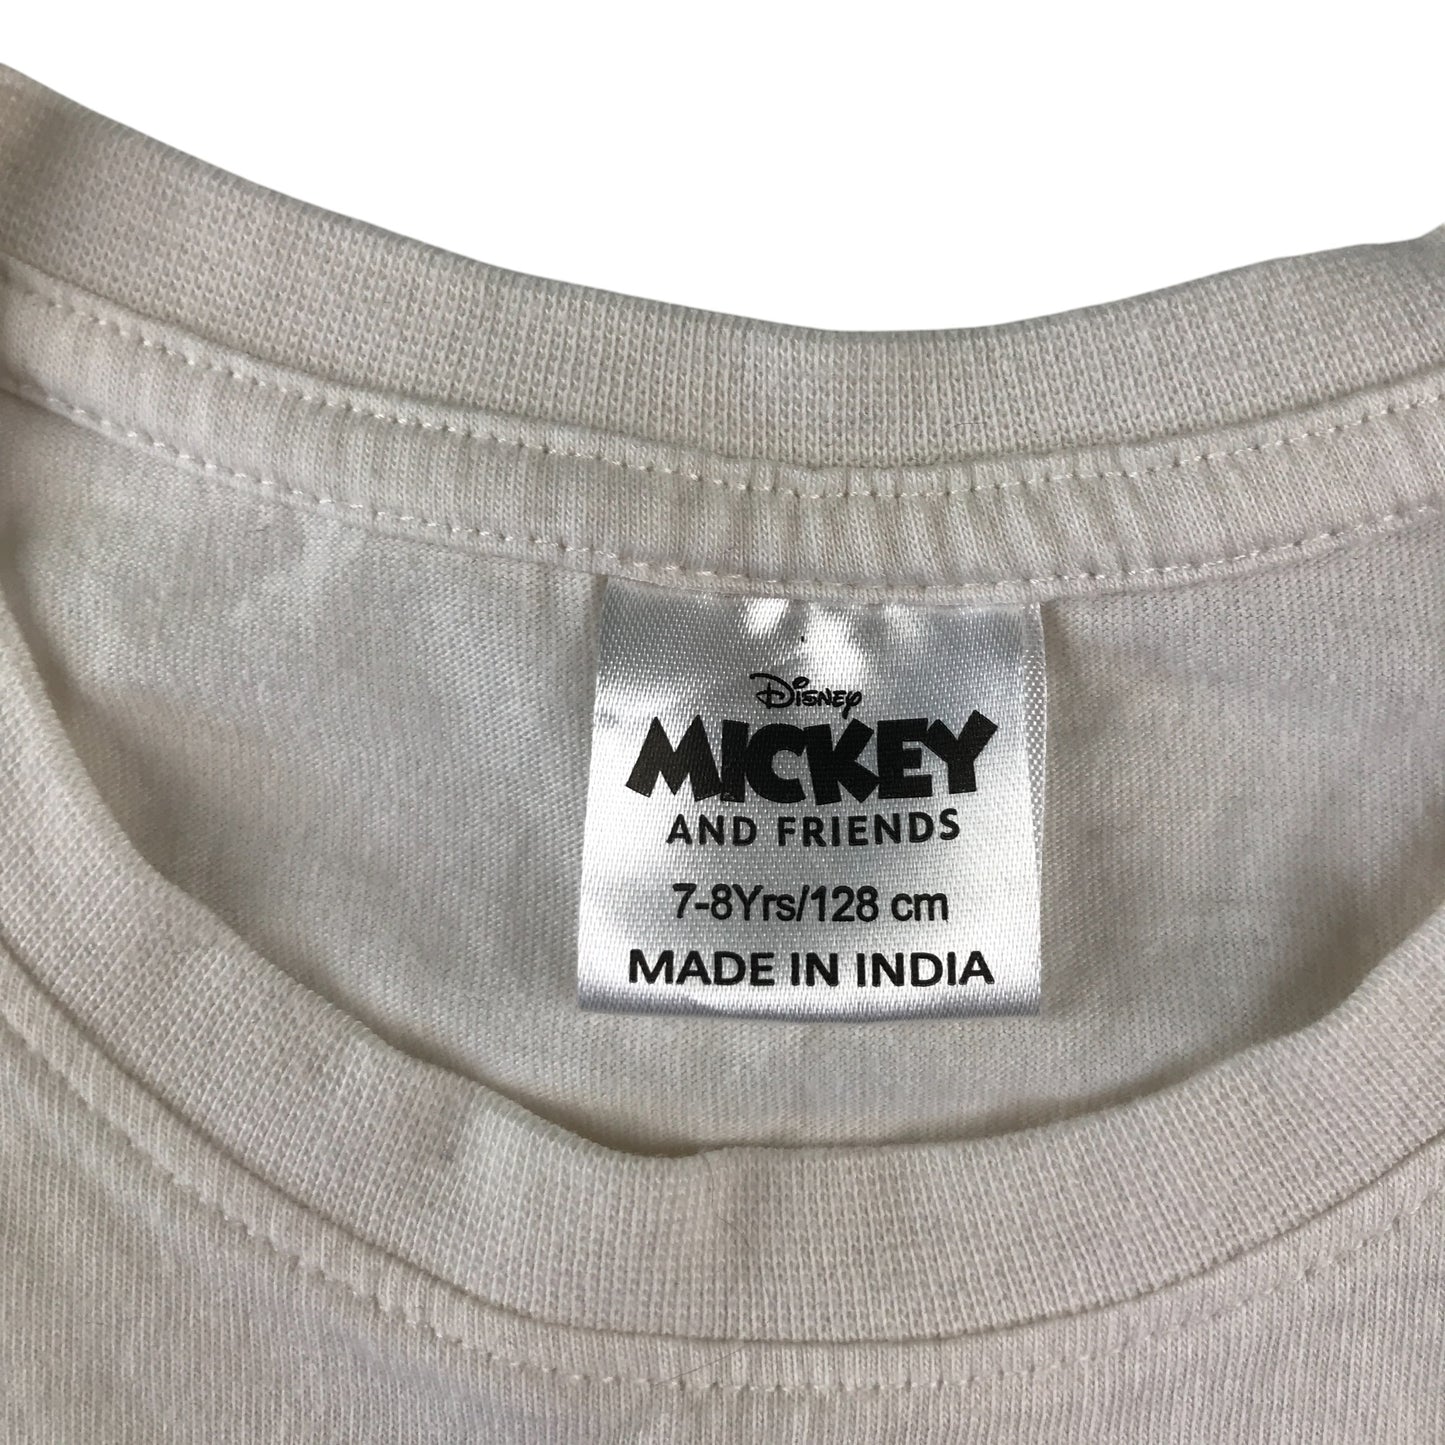 Disney
MICKEY
AND FRIENDS
7-8Yrs/128 cm
MADE IN INDIA